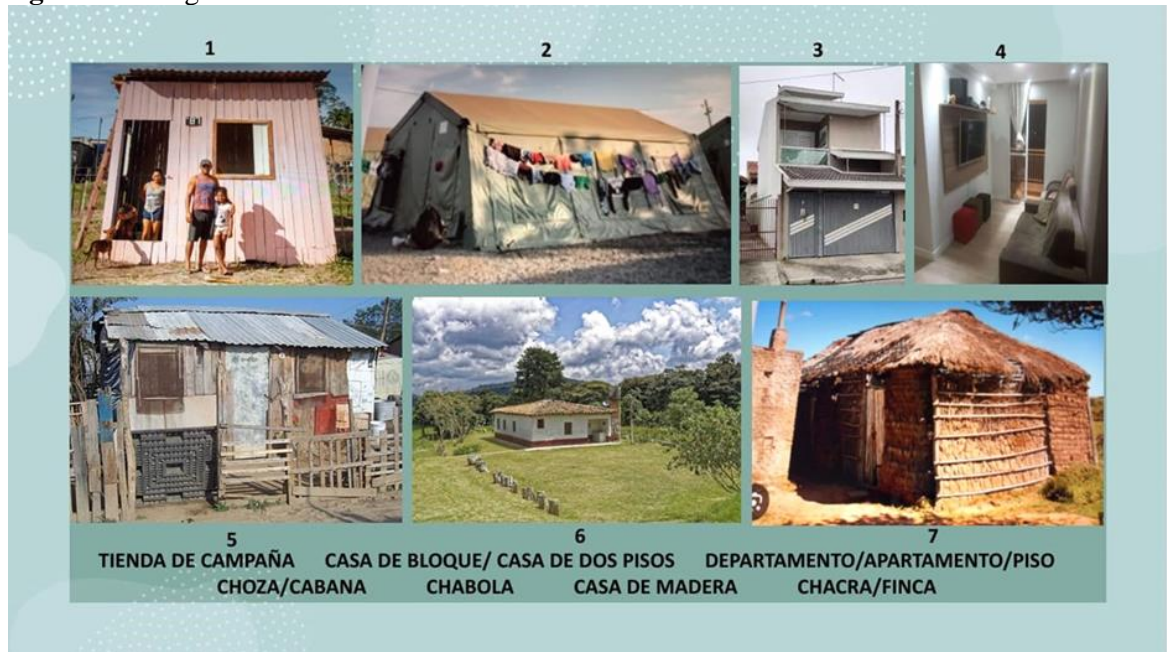 1 2 3 4
5 6 7
TIENDA DE CAMPAÑA CASA DE BLOQUE/ CASA DE DOS PISOS DEPARTAMENTO/APARTAMENTO/PISO
CHOZA/CABANA CHABOLA CASA DE MADERA CHACRA/FINCA